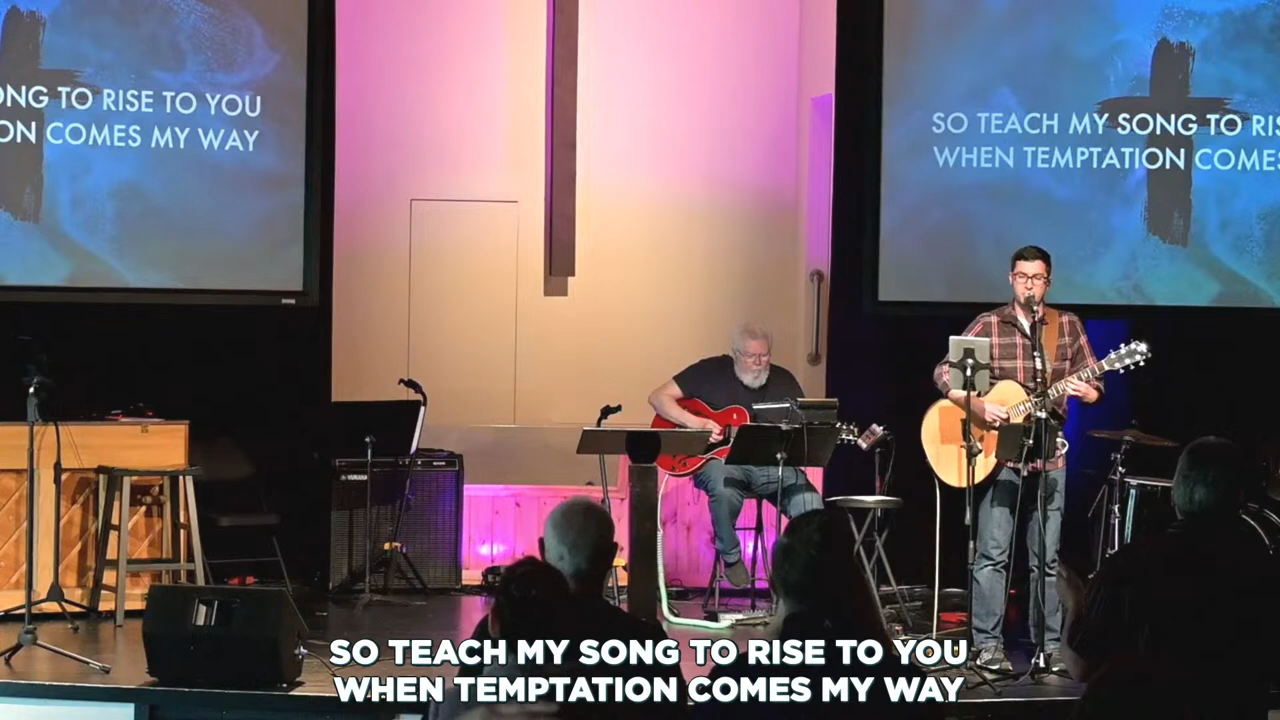 ONG TO RISE TO YOU
ON COMES MY WAY
SO TEACH MY SONG TO RIS
WHEN TEMPTATION COMES
YAMAHA
SO TEACH MY SONG TO RISE TO YOU
WHEN TEMPTATION COMES MY WAY